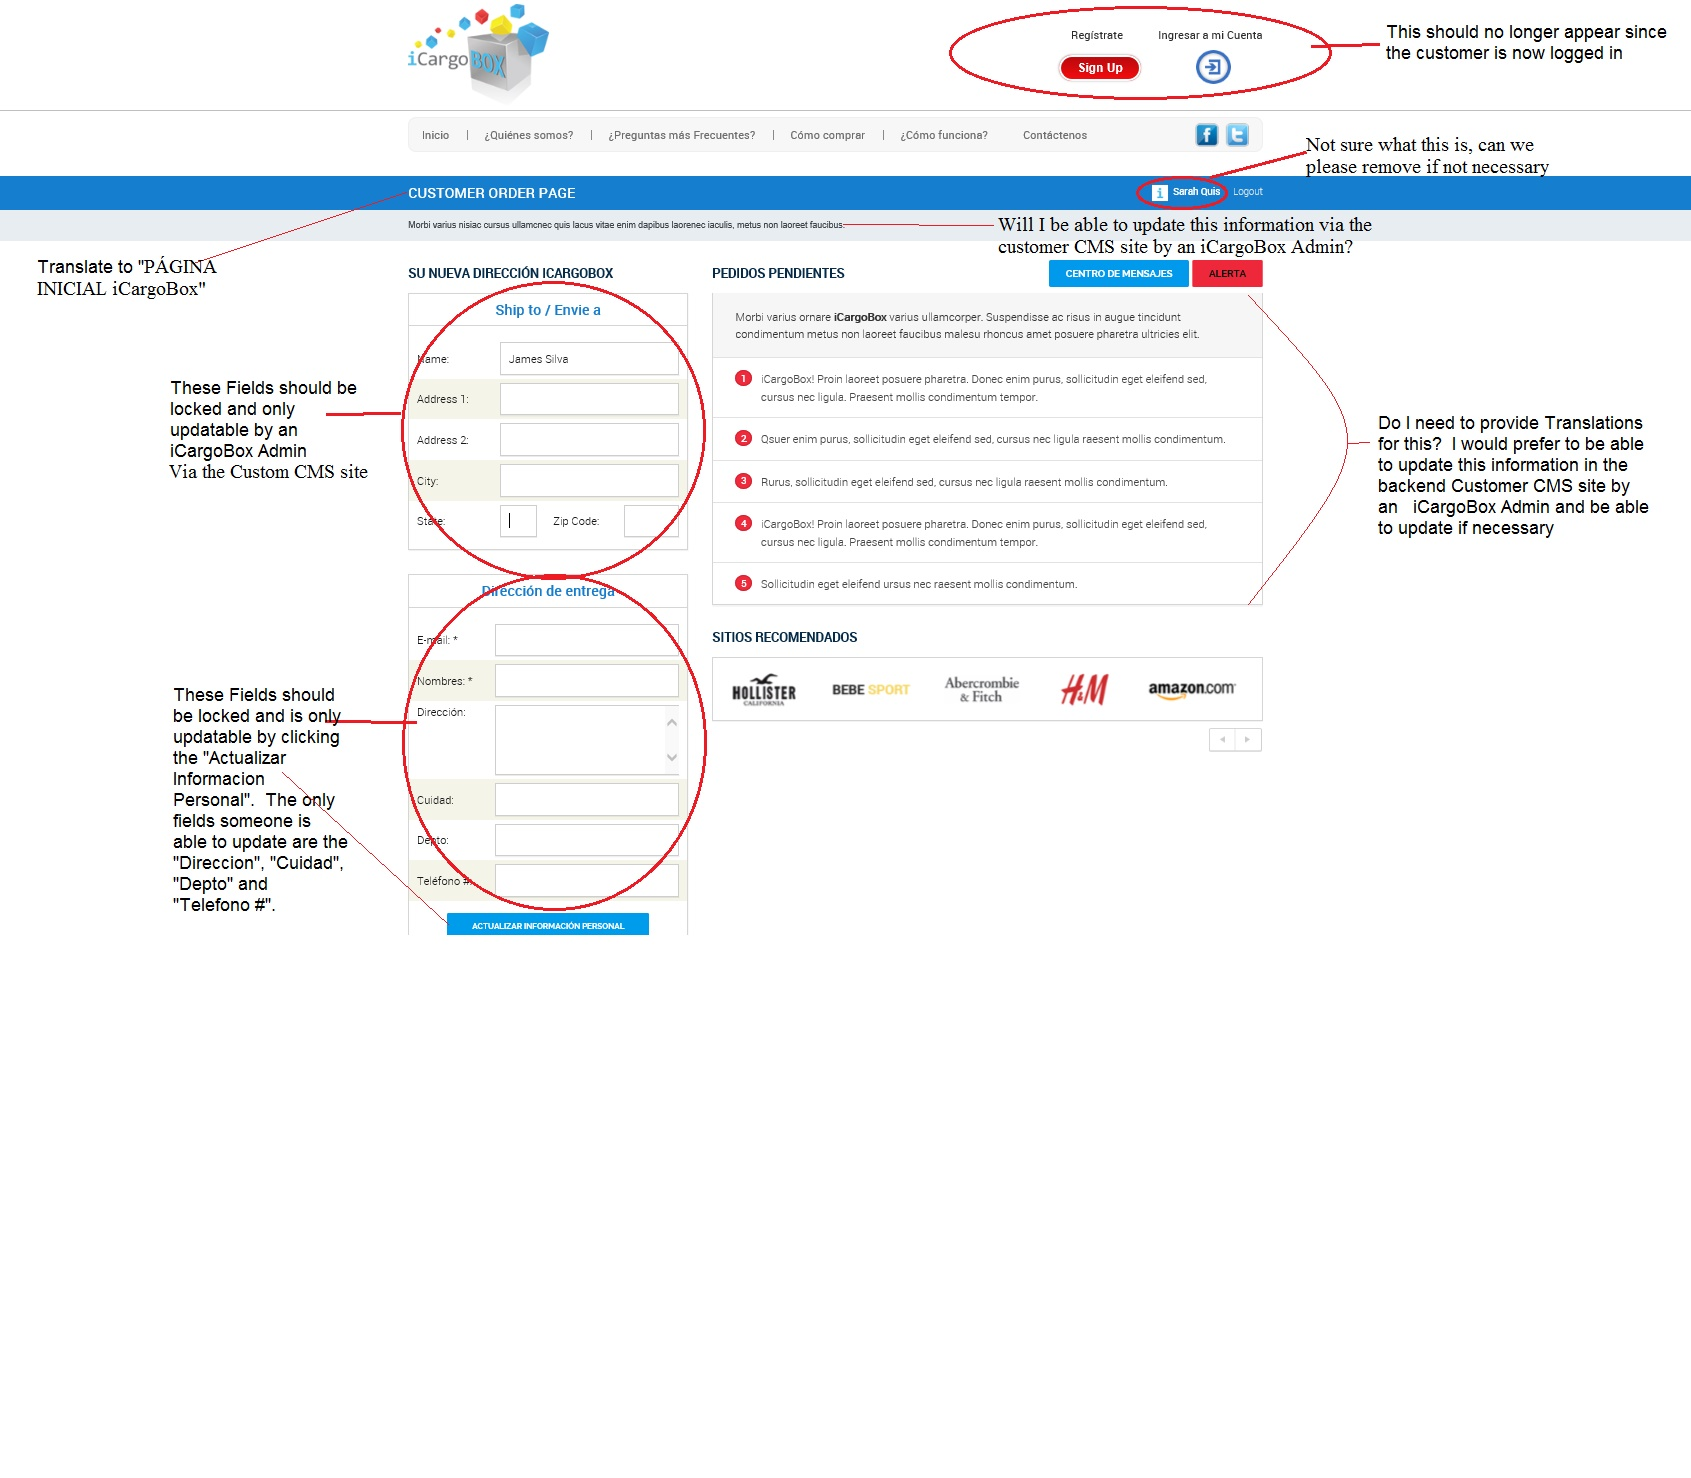 iCargo BOX
Regístrate
Ingresar a mi Cuenta
Sign Up
This should no longer appear since
the customer is now logged in
Inicio | ¿Quiénes somos? | ¿Preguntas más Frecuentes? | Cómo comprar | ¿Cómo funciona? Contáctenos
f t
Not sure what this is, can we
please remove if not necessary
CUSTOMER ORDER PAGE
i Sarah Quis Logout
Morbi varius nisiac cursus ullamcnec quis lacus vitae enim dapibus laorenec iaculis, metus non laoreet faucibus.
Will I be able to update this information via the
customer CMS site by an iCargoBox Admin?
Translate to "PÁGINA
INICIAL iCargoBox"
SU NUEVA DIRECCIÓN ICARGOBOX
Ship to / Envie a
Name: James Silva
Address 1:
Address 2:
City:
State: Zip Code:
These Fields should be
locked and only
updatable by an
iCargoBox Admin
Via the Custom CMS site
Dirección de entrega
E-mail: *
Nombres: *
Dirección:
Cuidad:
Depto:
Teléfono #:
ACTUALIZAR INFORMACIÓN PERSONAL
These Fields should
be locked and is only
updatable by clicking
the "Actualizar
Informacion
Personal".  The only
fields someone is
able to update are the
"Direccion", "Cuidad",
"Depto" and
"Telefono #".
PEDIDOS PENDIENTES
CENTRO DE MENSAJES
ALERTA
Morbi varius ornare iCargoBox varius ullamcorper. Suspendisse ac risus in augue tincidunt
condimentum metus non laoreet faucibus malesu rhoncus amet posuere pharetra ultricies elit.
1 iCargoBox! Proin laoreet posuere pharetra. Donec enim purus, sollicitudin eget eleifend sed,
cursus nec ligula. Praesent mollis condimentum tempor.
2 Qsuer enim purus, sollicitudin eget eleifend sed, cursus nec ligula raesent mollis condimentum.
3 Rurus, sollicitudin eget eleifend sed, cursus nec ligula raesent mollis condimentum.
4 iCargoBox! Proin laoreet posuere pharetra. Donec enim purus, sollicitudin eget eleifend sed,
cursus nec ligula. Praesent mollis condimentum tempor.
5 Sollicitudin eget eleifend ursus nec raesent mollis condimentum.
Do I need to provide Translations
for this?  I would prefer to be able
to update this information in the
backend Customer CMS site by
an   iCargoBox Admin and be able
to update if necessary
SITIOS RECOMENDADOS
HOLLISTER
CALIFORNIA
BEBE SPORT
Abercrombie
& Fitch
H&M
amazon.com